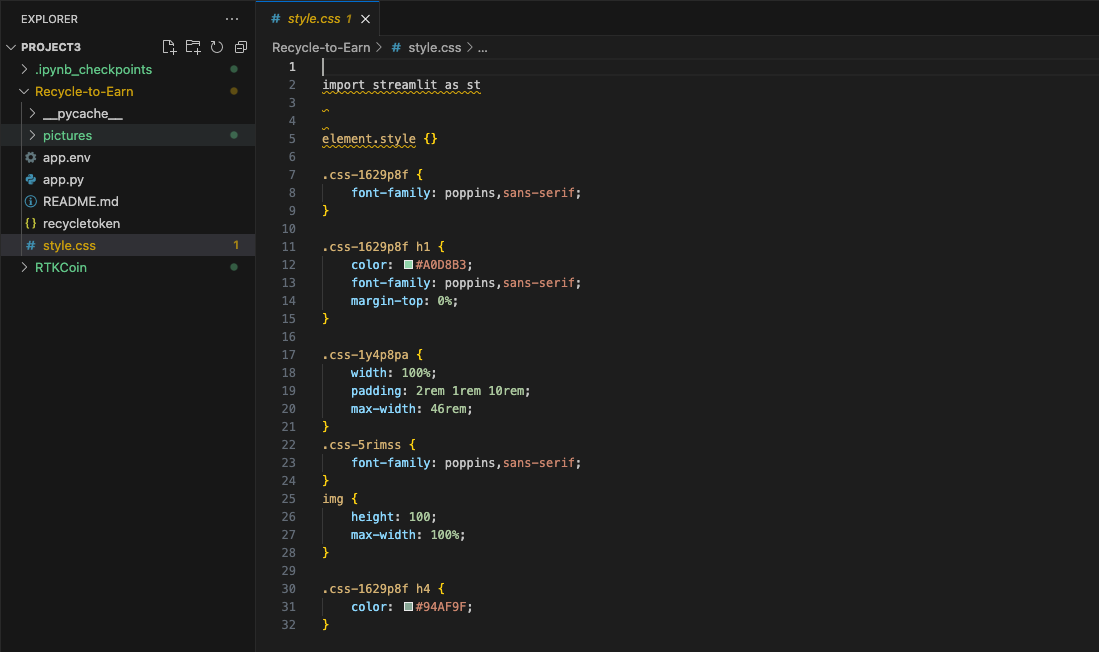 EXPLORER
...
PROJECT3
.ipynb_checkpoints
Recycle-to-Earn
__pycache__
pictures
app.env
app.py
README.md
{} recycletoken
# style.css 1
RTKCoin
# style.css 1
Recycle-to-Earn > # style.css > ...
1
2 import streamlit as st
3
4
5 element.style {}
6
7 .css-1629p8f {
8 font-family: poppins,sans-serif;
9 }
10
11 .css-1629p8f h1 {
12 color: #A0D8B3;
13 font-family: poppins,sans-serif;
14 margin-top: 0%;
15 }
16
17 .css-1y4p8pa {
18 width: 100%;
19 padding: 2rem 1rem 10rem;
20 max-width: 46rem;
21 }
22 .css-5rimss {
23 font-family: poppins,sans-serif;
24 }
25 img {
26 height: 100;
27 max-width: 100%;
28 }
29
30 .css-1629p8f h4 {
31 color: #94AF9F;
32 }